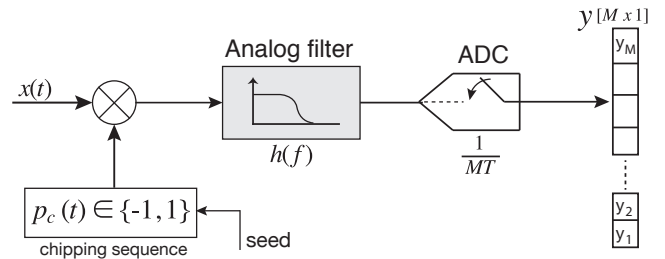 y [M x 1]
Analog filter
ADC
y_M
x(t)
h(f)
1
MT
p_c (t) ∈ {-1, 1}
chipping sequence
seed
y_2
y_1